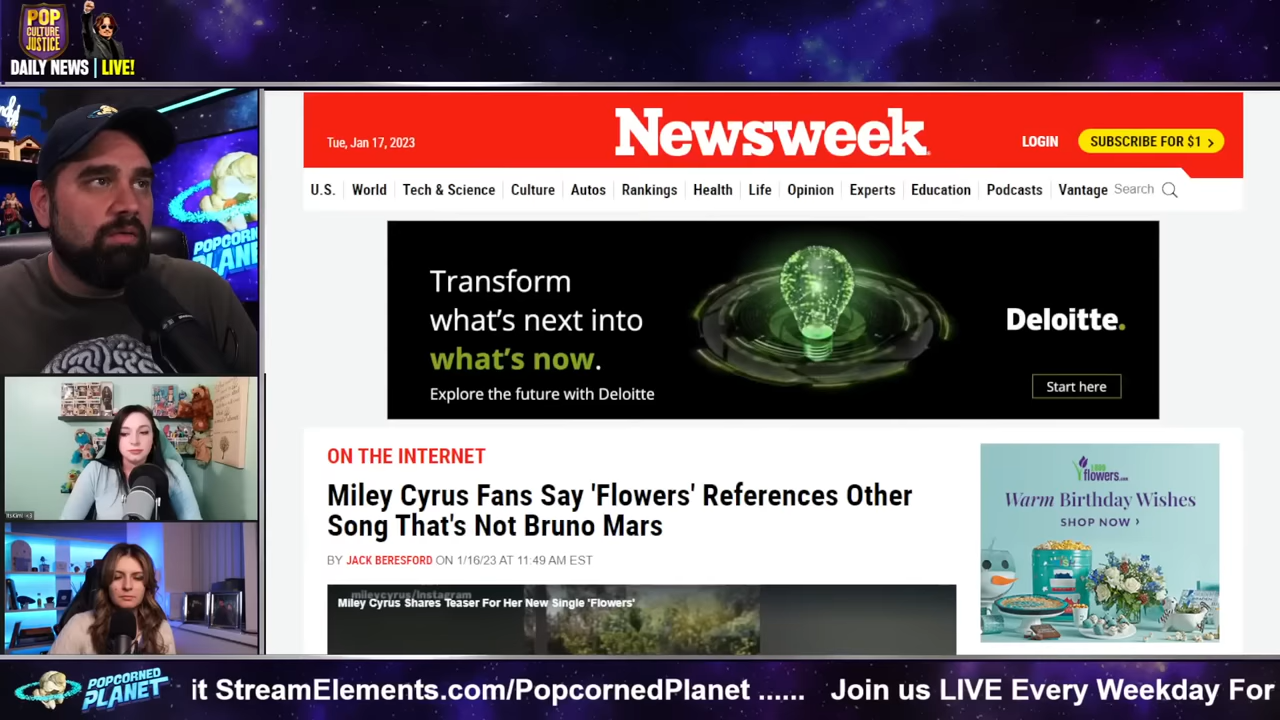 POP
CULTURE
JUSTICE
DAILY NEWS | LIVE!
POPCORNED
PLANET
Tue, Jan 17, 2023
Newsweek
LOGIN
SUBSCRIBE FOR $1 >
U.S.
World
Tech & Science
Culture
Autos
Rankings
Health
Life
Opinion
Experts
Education
Podcasts
Vantage
Search
Transform
what's next into
what's now.
Explore the future with Deloitte
Deloitte.
Start here
ON THE INTERNET
Miley Cyrus Fans Say 'Flowers' References Other
Song That's Not Bruno Mars
BY JACK BERESFORD ON 1/16/23 AT 11:49 AM EST
mileycyrus/Instagram
Miley Cyrus Shares Teaser For Her New Single 'Flowers'
flowers.com
Warm Birthday Wishes
SHOP NOW >
POPCORNED
PLANET
it StreamElements.com/PopcornedPlanet ...... Join us LIVE Every Weekday For